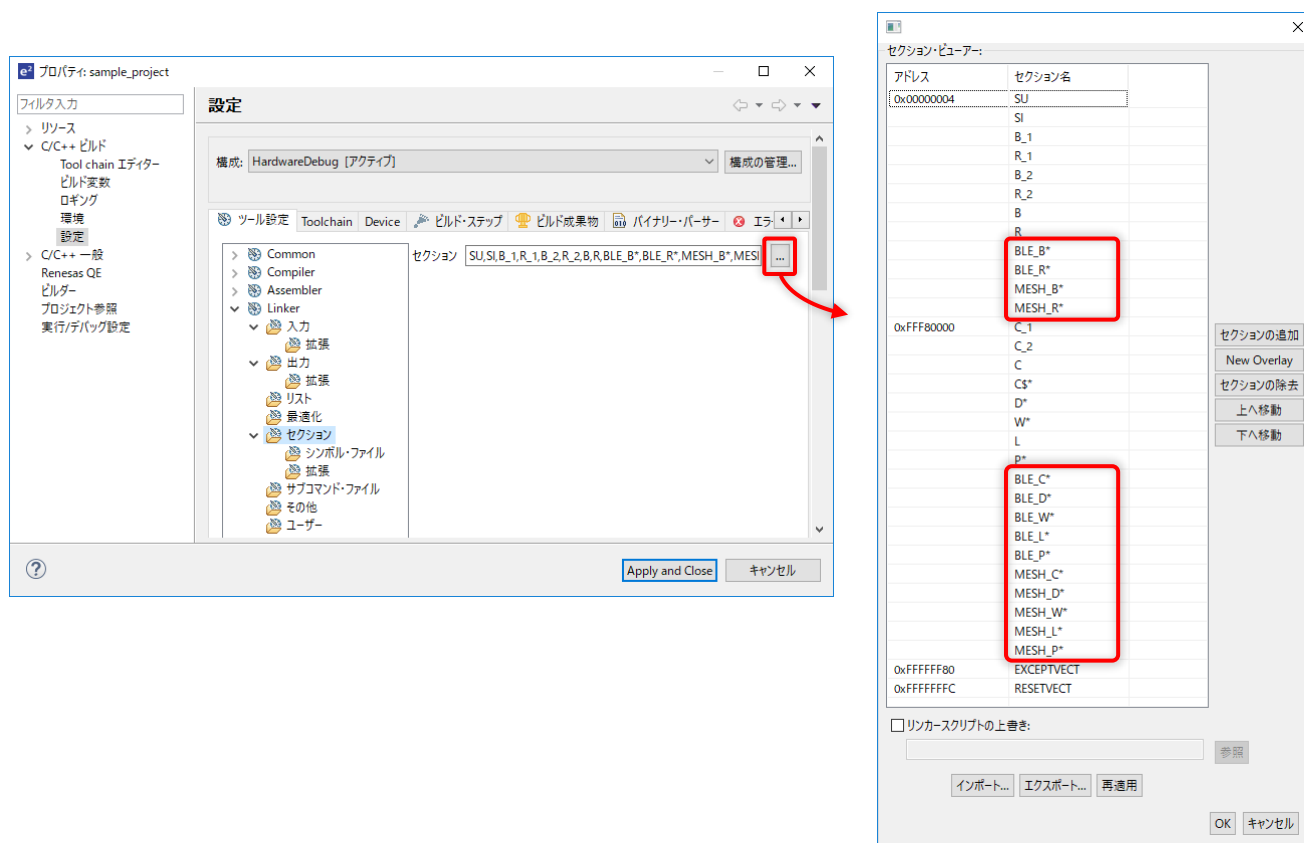 e² プロパティ: sample_project
フィルタ入力
リソース
C/C++ ビルド
Tool chain エディター
ビルド変数
ロギング
環境
設定
C/C++ 一般
Renesas QE
ビルダー
プロジェクト参照
実行/デバッグ設定
設定
構成: HardwareDebug [アクティブ] 構成の管理...
ツール設定 Toolchain Device ビルド・ステップ ビルド成果物 バイナリー・パーサー エラ
Common
Compiler
Assembler
Linker
入力
拡張
出力
拡張
リスト
最適化
セクション
シンボル・ファイル
拡張
サブコマンド・ファイル
その他
ユーザー
セクション SU,SI,B_1,R_1,B_2,R_2,B,R,BLE_B*,BLE_R*,MESH_B*,MESI ...
Apply and Close キャンセル
セクション・ビューアー:
アドレス セクション名
0x00000004 SU
SI
B_1
R_1
B_2
R_2
B
R
BLE_B*
BLE_R*
MESH_B*
MESH_R*
0xFFF80000 C_1
C_2
C
C$*
D*
W*
L
P*
BLE_C*
BLE_D*
BLE_W*
BLE_L*
BLE_P*
MESH_C*
MESH_D*
MESH_W*
MESH_L*
MESH_P*
0xFFFFFF80 EXCEPTVECT
0xFFFFFFFC RESETVECT
セクションの追加
New Overlay
セクションの除去
上へ移動
下へ移動
リンカースクリプトの上書き:
参照
インポート... エクスポート... 再適用
OK キャンセル